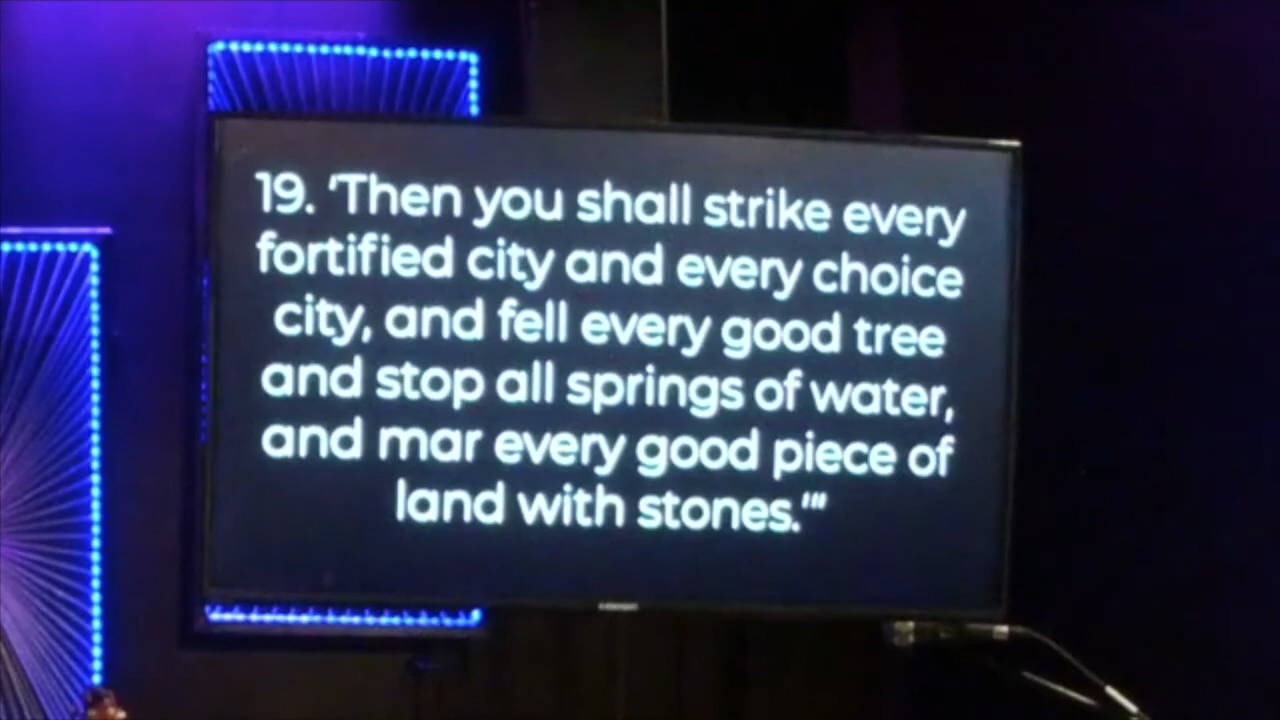 19. ‘Then you shall strike every
fortified city and every choice
city, and fell every good tree
and stop all springs of water,
and mar every good piece of
land with stones.’”